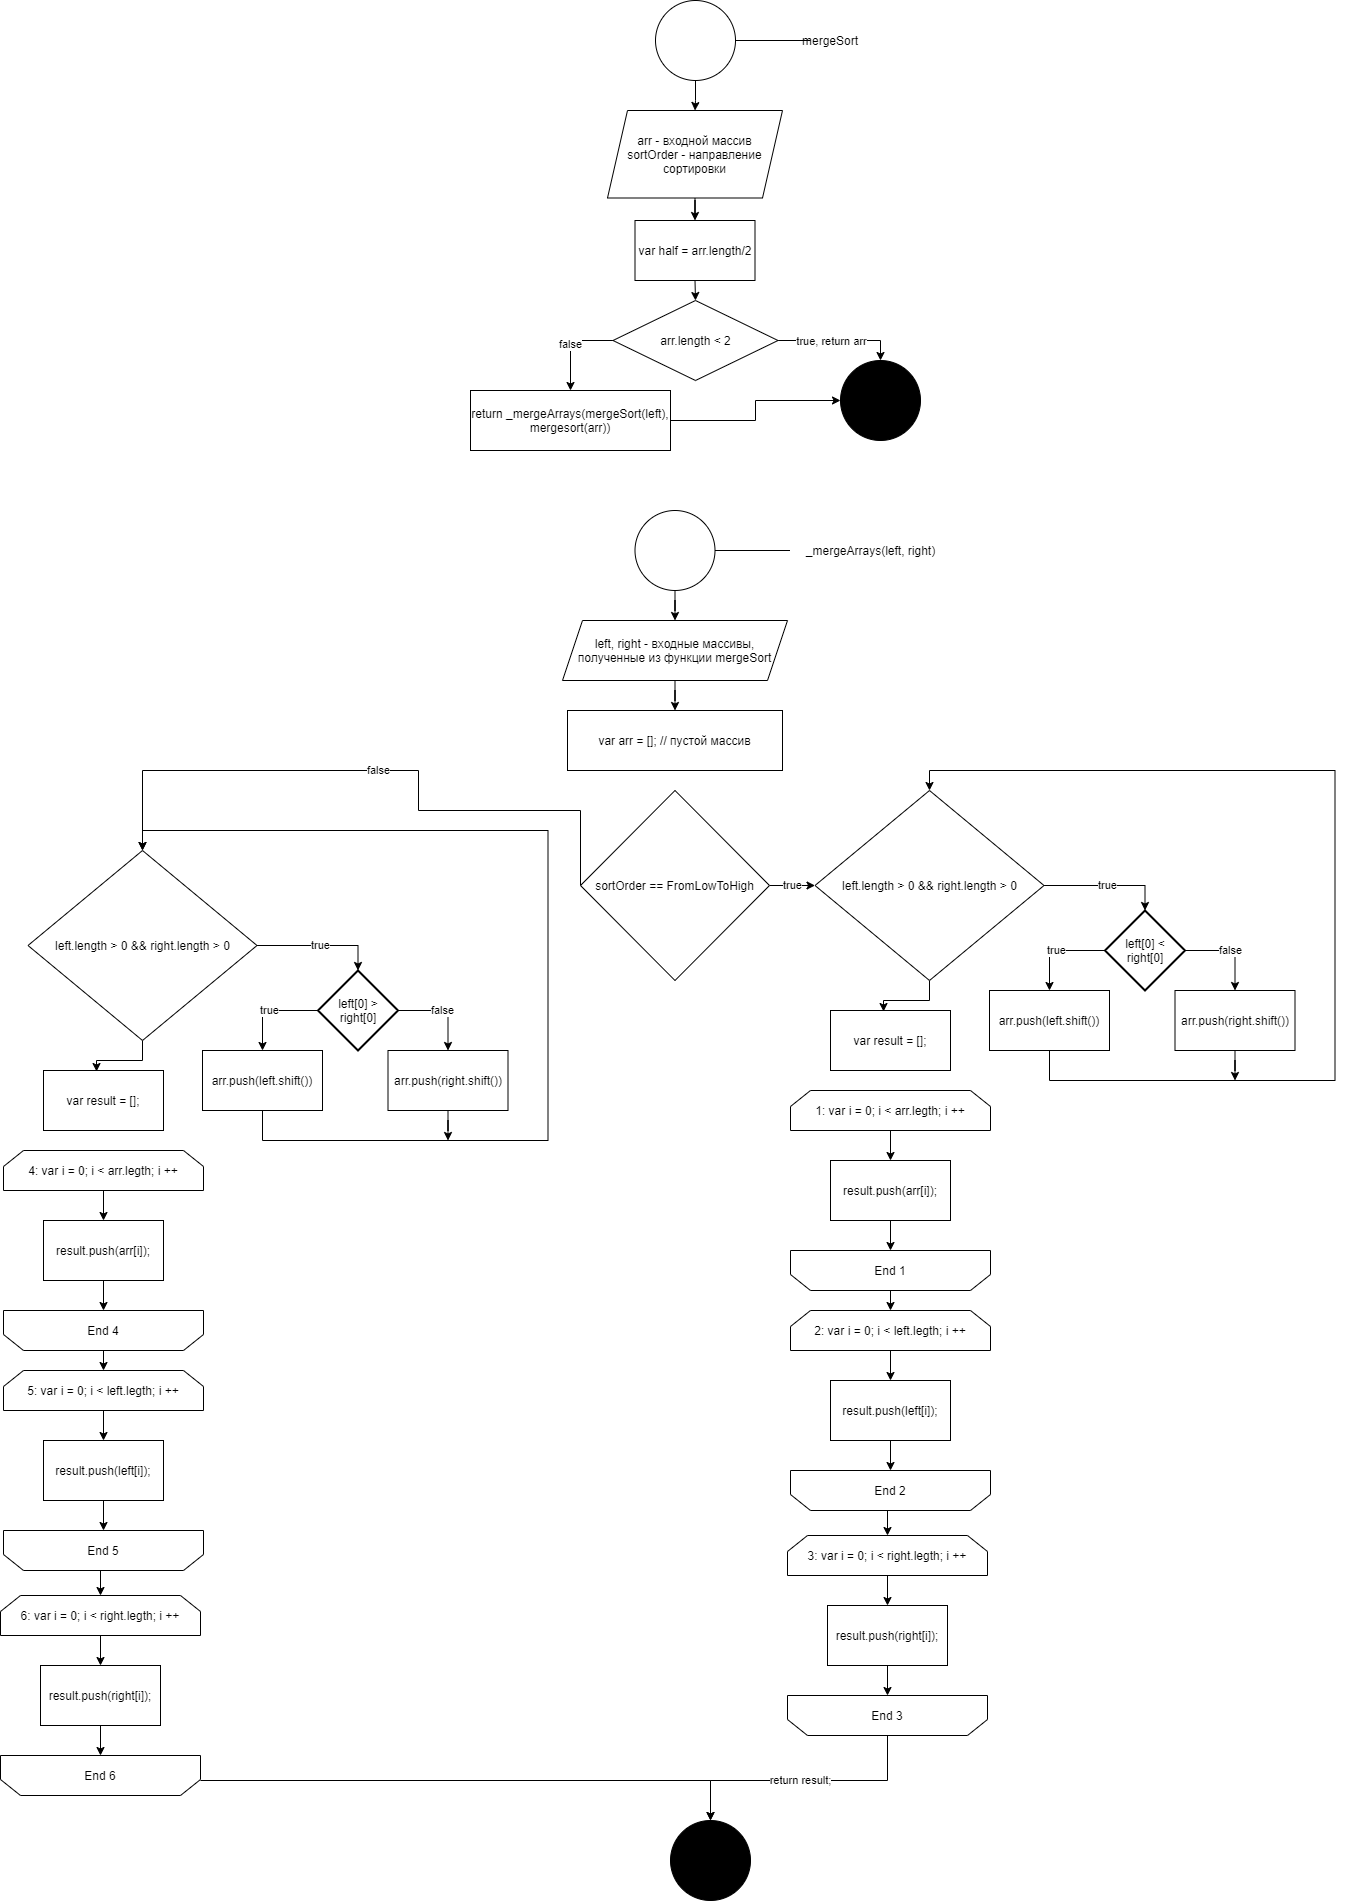 mergeSort
arr - входной массив
sortOrder - направление
сортировки
var half = arr.length/2
arr.length < 2
false
true, return arr
return _mergeArrays(mergeSort(left),
mergesort(arr))
_mergeArrays(left, right)
left, right - входные массивы,
полученные из функции mergeSort
var arr = []; // пустой массив
false
sortOrder == FromLowToHigh
true
left.length > 0 && right.length > 0
true
left[0] <
right[0]
true
false
arr.push(left.shift())
arr.push(right.shift())
var result = [];
left.length > 0 && right.length > 0
true
left[0] >
right[0]
true
false
arr.push(left.shift())
arr.push(right.shift())
var result = [];
1: var i = 0; i < arr.legth; i ++
result.push(arr[i]);
End 1
2: var i = 0; i < left.legth; i ++
result.push(left[i]);
End 2
3: var i = 0; i < right.legth; i ++
result.push(right[i]);
End 3
4: var i = 0; i < arr.legth; i ++
result.push(arr[i]);
End 4
5: var i = 0; i < left.legth; i ++
result.push(left[i]);
End 5
6: var i = 0; i < right.legth; i ++
result.push(right[i]);
End 6
return result;